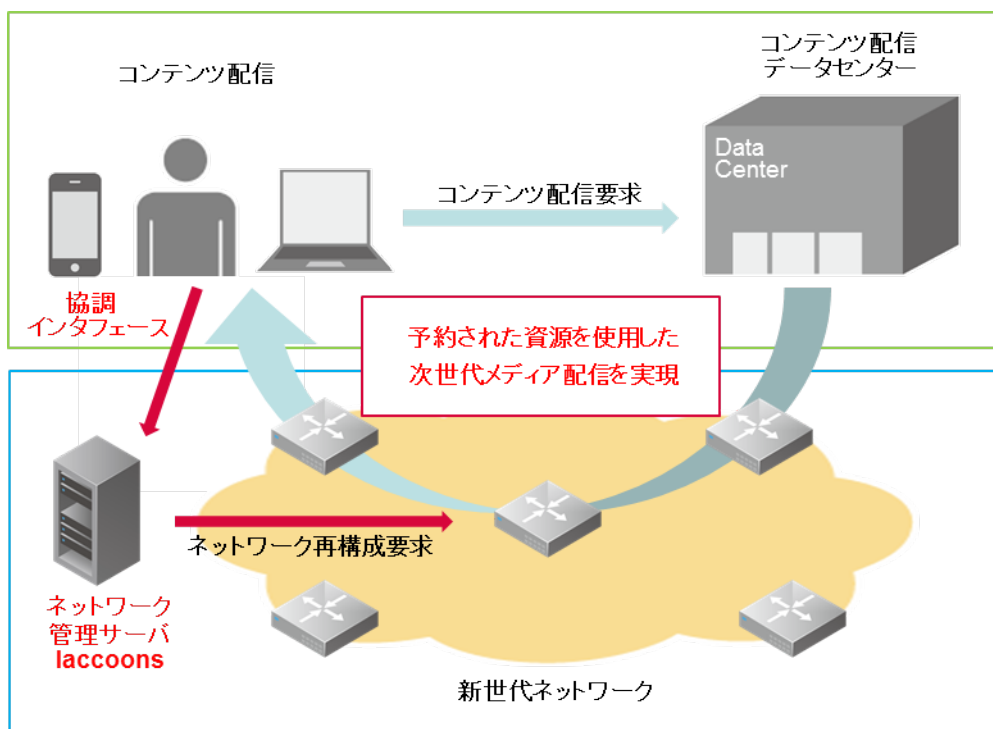 コンテンツ配信
コンテンツ配信
データセンター
Data
Center
コンテンツ配信要求
協調
インタフェース
予約された資源を使用した
次世代メディア配信を実現
ネットワーク再構成要求
ネットワーク
管理サーバ
laccoons
新世代ネットワーク